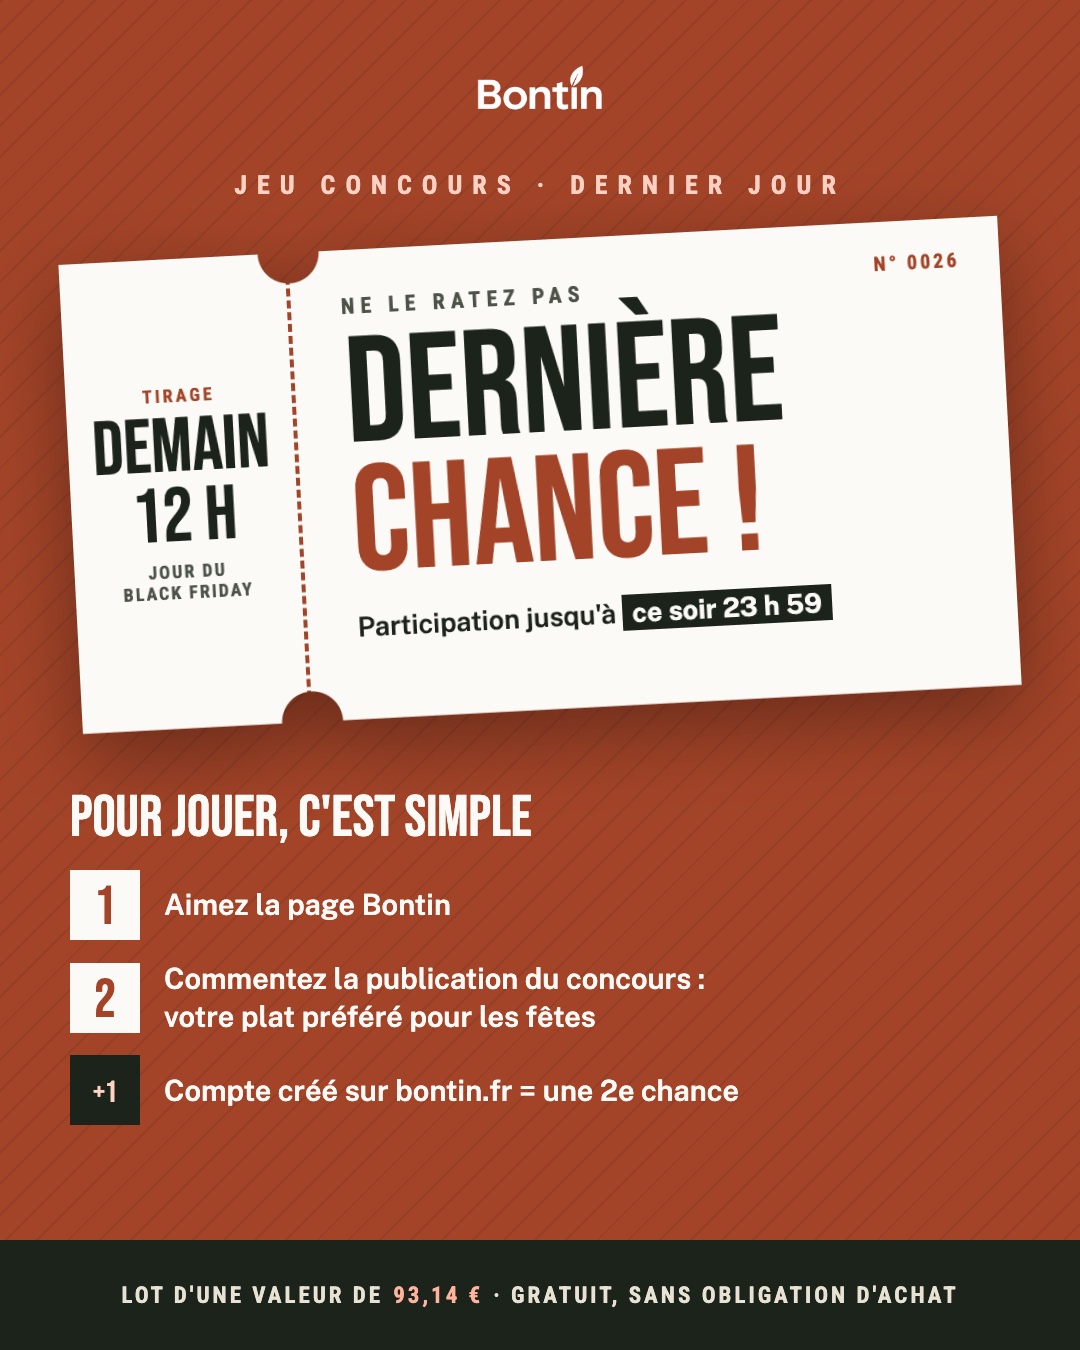 Bontin
JEU CONCOURS · DERNIER JOUR
N° 0026
NE LE RATEZ PAS
DERNIÈRE
CHANCE !
Participation jusqu'à ce soir 23 h 59
TIRAGE
DEMAIN
12 H
JOUR DU
BLACK FRIDAY
POUR JOUER, C'EST SIMPLE
1 Aimez la page Bontin
2 Commentez la publication du concours :
votre plat préféré pour les fêtes
+1 Compte créé sur bontin.fr = une 2e chance
LOT D'UNE VALEUR DE 93,14 € · GRATUIT, SANS OBLIGATION D'ACHAT